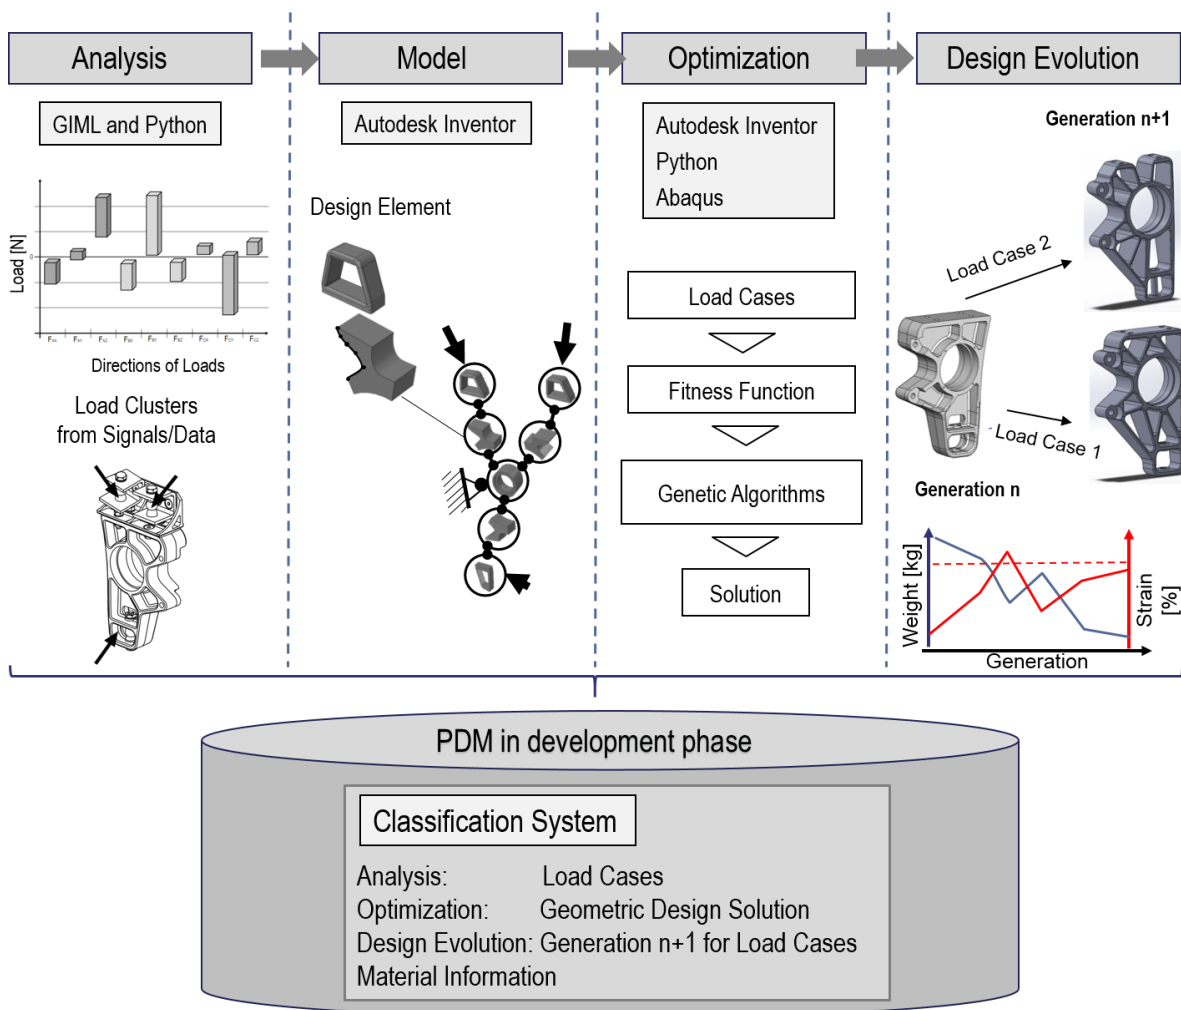 Analysis
Model
Optimization
Design Evolution
GIML and Python
Load [N]
0
Directions of Loads
Load Clusters
from Signals/Data
Autodesk Inventor
Design Element
Autodesk Inventor
Python
Abaqus
Load Cases
Fitness Function
Genetic Algorithms
Solution
Generation n+1
Load Case 2
Load Case 1
Generation n
Weight [kg]
Strain
[%]
Generation
PDM in development phase
Classification System
Analysis: Load Cases
Optimization: Geometric Design Solution
Design Evolution: Generation n+1 for Load Cases
Material Information